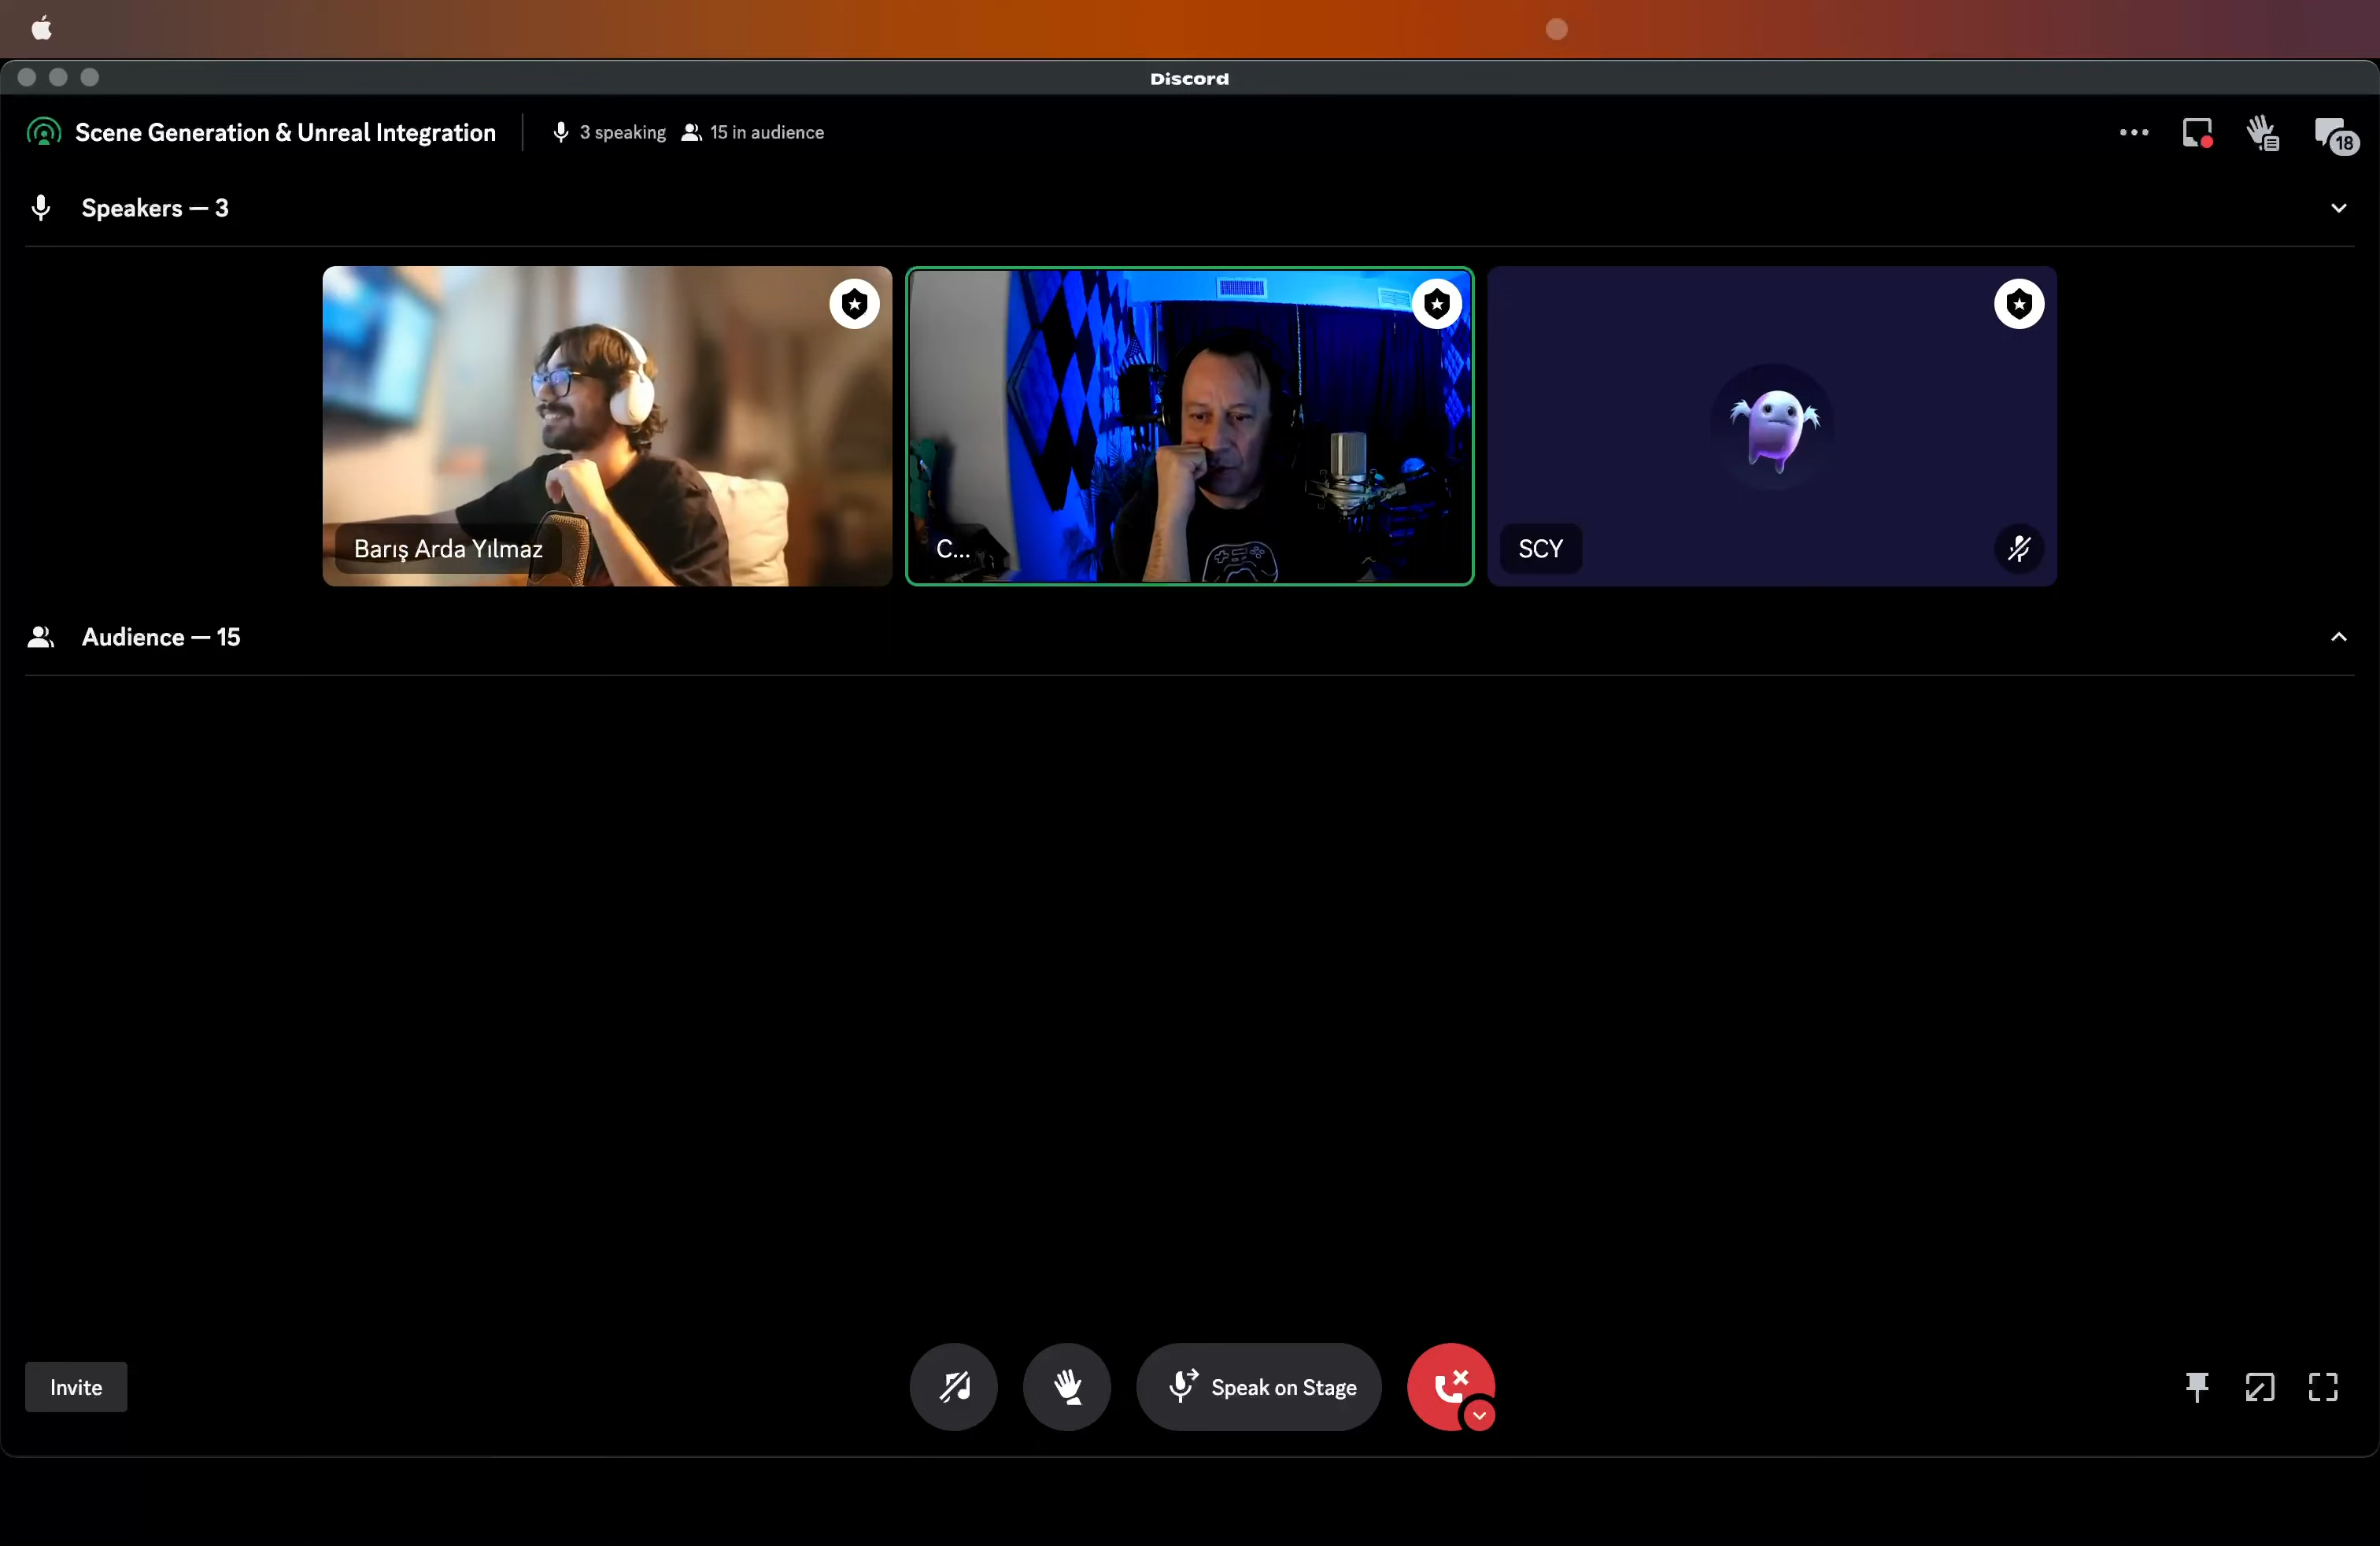 Discord
Scene Generation & Unreal Integration
3 speaking
15 in audience
18
Speakers — 3
Barış Arda Yılmaz
C...
SCY
Audience — 15
Invite
Speak on Stage